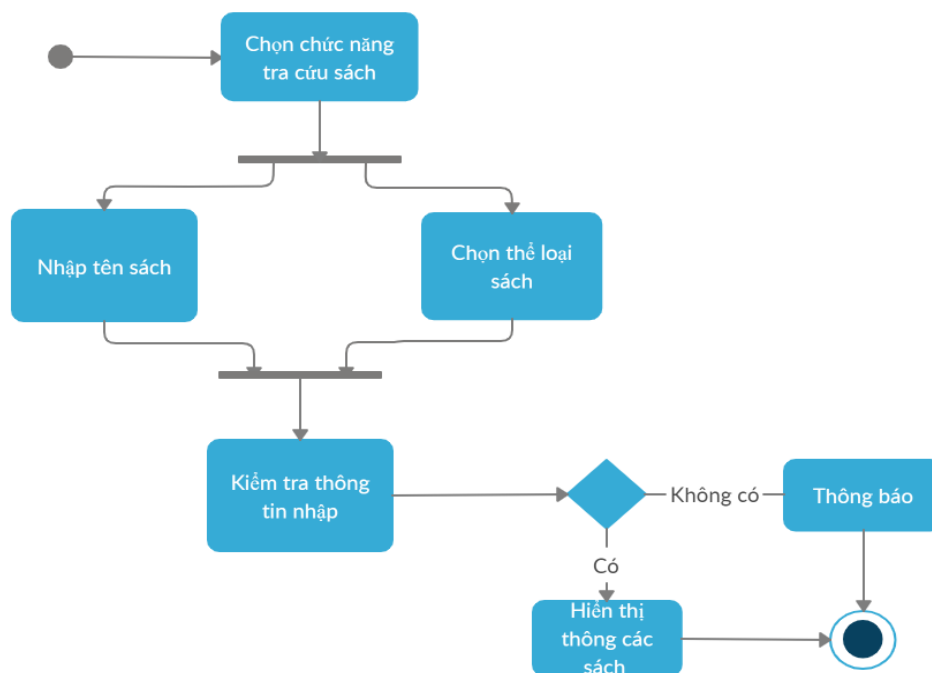 Chọn chức năng
tra cứu sách
Nhập tên sách
Chọn thể loại
sách
Kiểm tra thông
tin nhập
Không có
Thông báo
Có
Hiển thị
thông các
sách